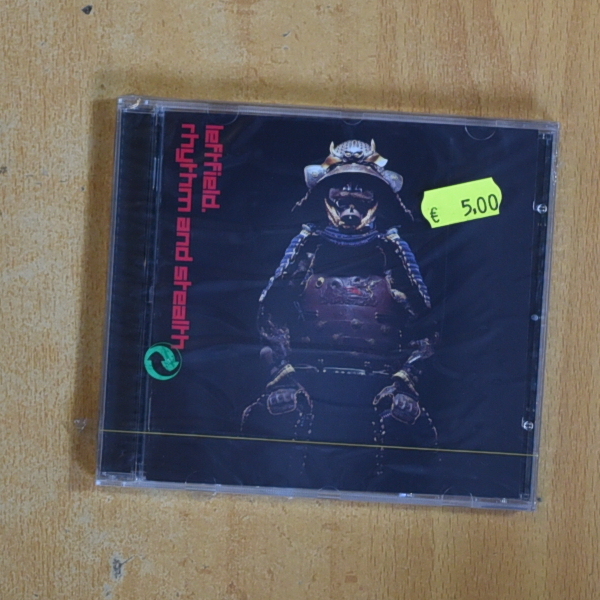 leftfield.
rhythm and stealth
€ 5,00